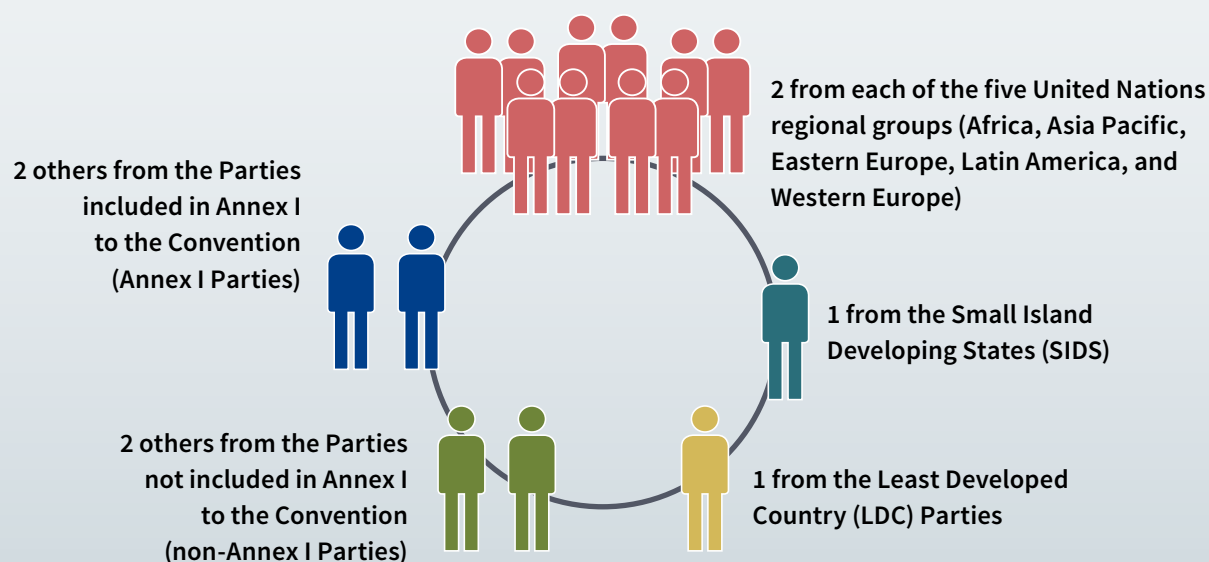 2 from each of the five United Nations
regional groups (Africa, Asia Pacific,
Eastern Europe, Latin America, and
Western Europe)
2 others from the Parties
included in Annex I
to the Convention
(Annex I Parties)
1 from the Small Island
Developing States (SIDS)
2 others from the Parties
not included in Annex I
to the Convention
(non-Annex I Parties)
1 from the Least Developed
Country (LDC) Parties